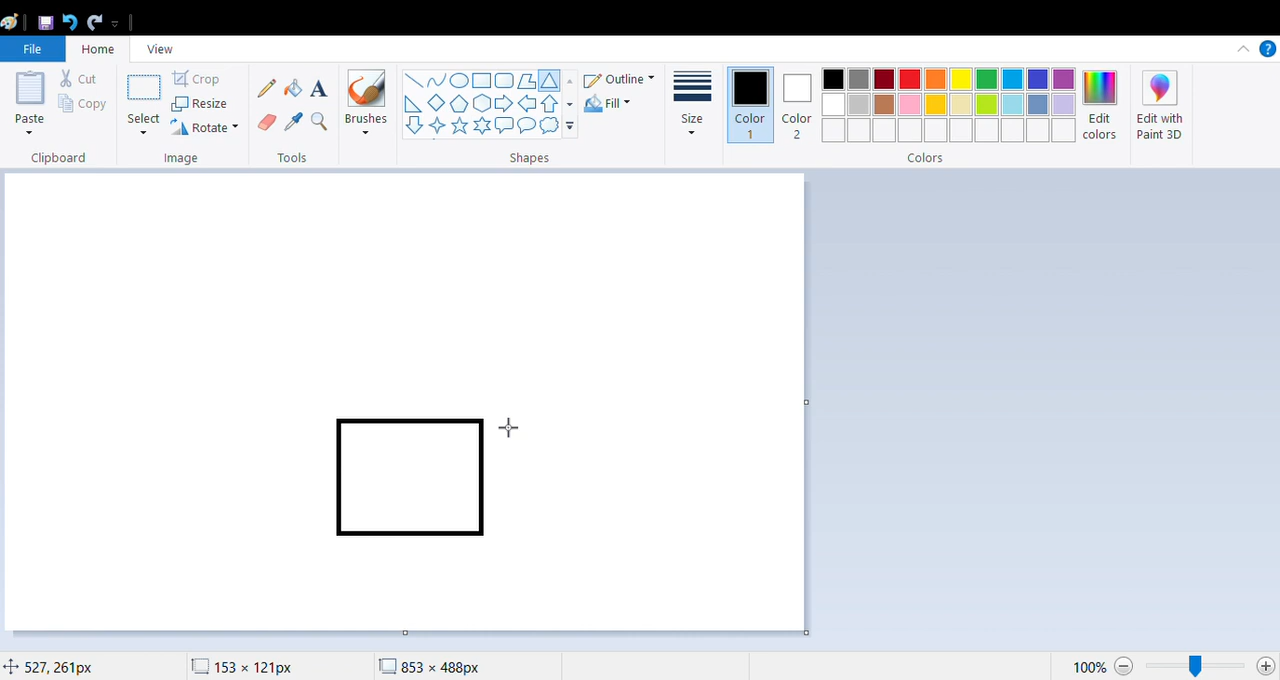 File Home View
Cut
Copy
Paste
Clipboard
Crop
Resize
Rotate
Select
Image
A
Tools
Brushes
Outline
Fill
Shapes
Size
Color
1
Color
2
Edit
colors
Colors
Edit with
Paint 3D
527, 261px 153 × 121px 853 × 488px 100%